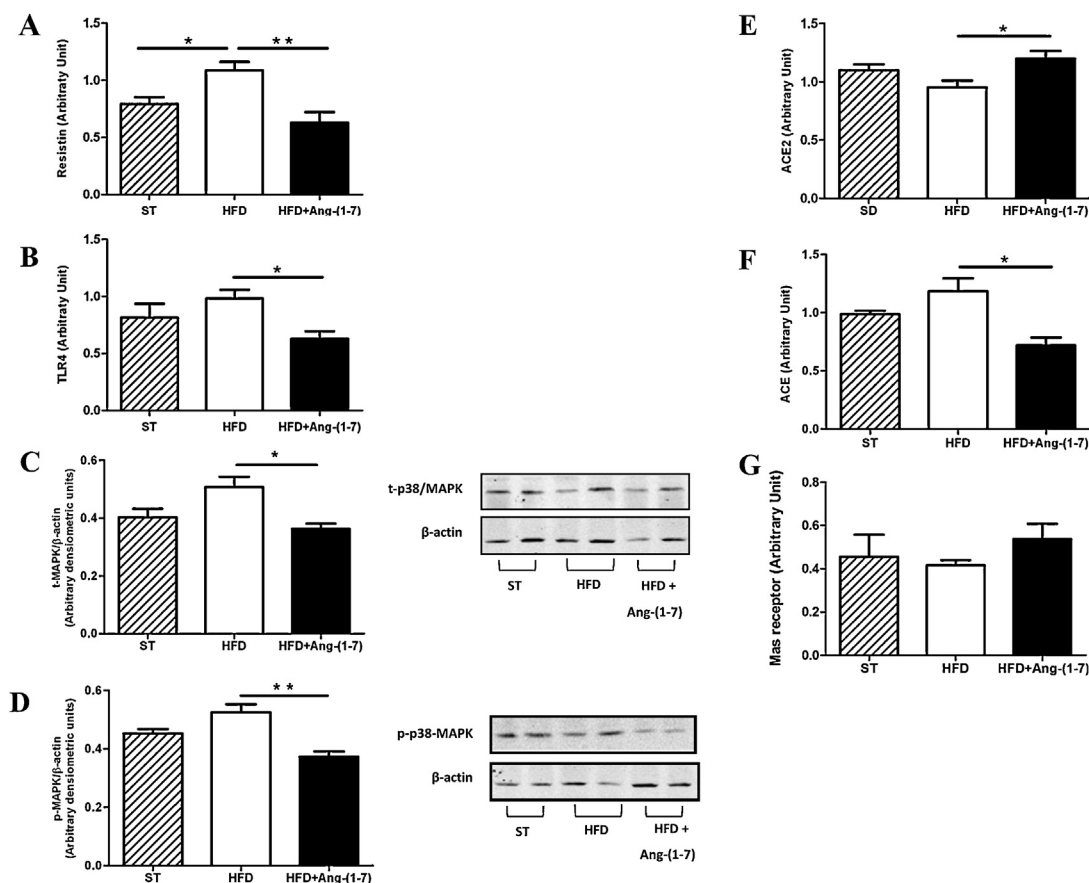 A
Resistin (Arbitraty Unit)
1.5
1.0
0.5
0.0
* **
ST HFD HFD+Ang-(1-7)
B
TLR4 (Arbitraty Unit)
1.5
1.0
0.5
0.0
*
ST HFD HFD+Ang-(1-7)
C
t-MAPK/β-actin
(Arbitrary densiometric units)
0.6
0.4
0.2
0.0
*
ST HFD HFD+Ang-(1-7)
t-p38/MAPK
β-actin
ST HFD HFD +
Ang-(1-7)
D
p-MAPK/β-actin
(Arbitrary densiometric units)
0.6
0.4
0.2
0.0
**
ST HFD HFD+Ang-(1-7)
p-p38-MAPK
β-actin
ST HFD HFD +
Ang-(1-7)
E
ACE2 (Arbitrary Unit)
1.5
1.0
0.5
0.0
*
SD HFD HFD+Ang-(1-7)
F
ACE (Arbitrary Unit)
1.5
1.0
0.5
0.0
*
ST HFD HFD+Ang-(1-7)
G
Mas receptor (Arbitrary Unit)
0.8
0.6
0.4
0.2
0.0
ST HFD HFD+Ang-(1-7)